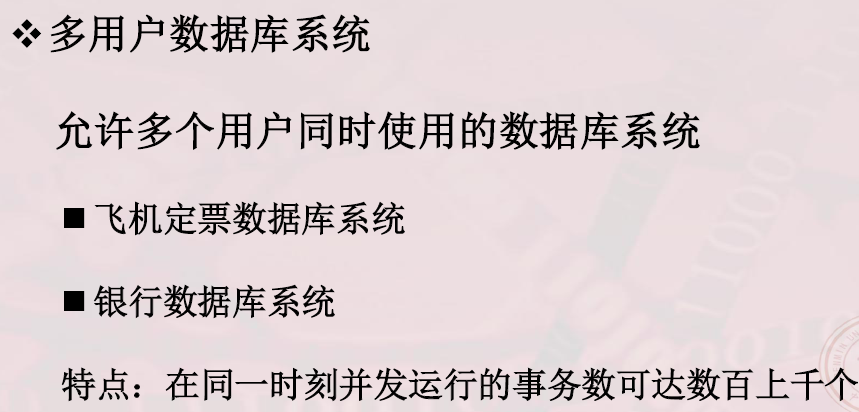 ❖多用户数据库系统
允许多个用户同时使用的数据库系统
■ 飞机定票数据库系统
■ 银行数据库系统
特点：在同一时刻并发运行的事务数可达数百上千个